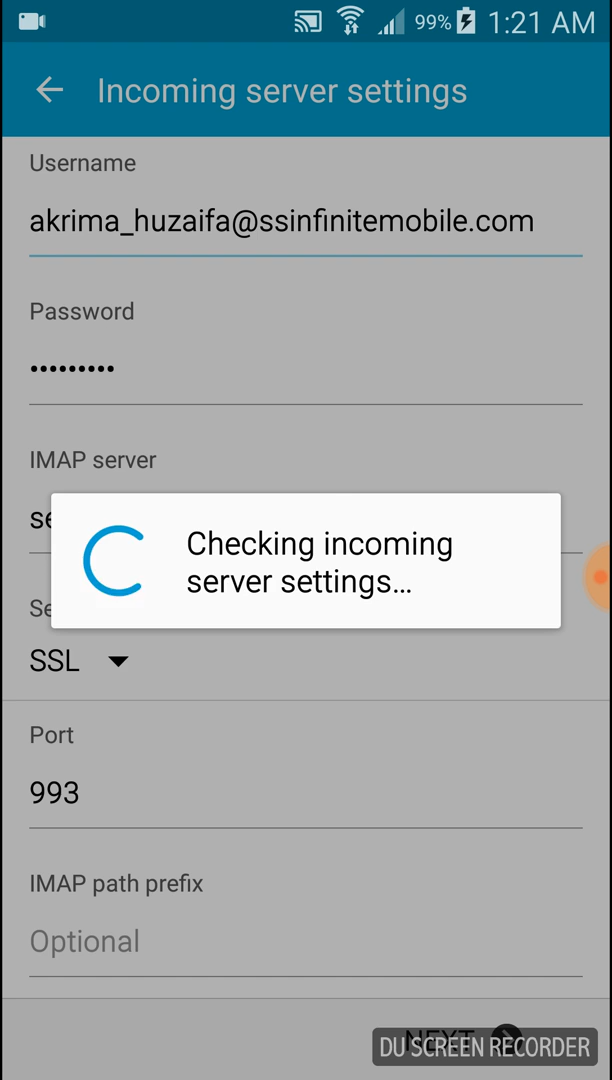 99% 1:21 AM
Incoming server settings
Username
akrima_huzaifa@ssinfinitemobile.com
Password
•••••••••
IMAP server
Checking incoming
server settings...
SSL
Port
993
IMAP path prefix
Optional
NEXT
DU SCREEN RECORDER